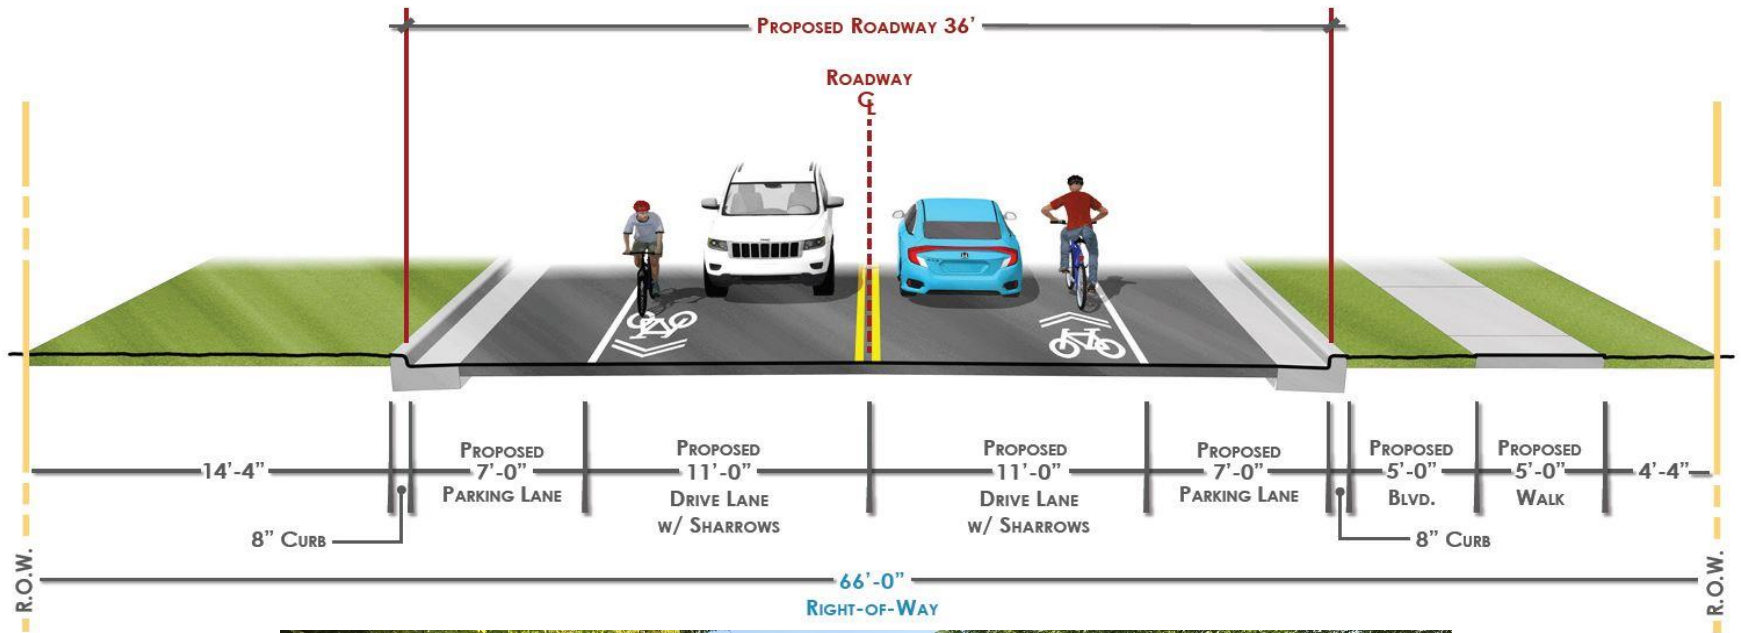 PROPOSED ROADWAY 36'
ROADWAY
CL
14'-4"
PROPOSED
7'-0"
PARKING LANE
PROPOSED
11'-0"
DRIVE LANE
W/ SHARROWS
PROPOSED
11'-0"
DRIVE LANE
W/ SHARROWS
PROPOSED
7'-0"
PARKING LANE
PROPOSED
5'-0"
BLVD.
PROPOSED
5'-0"
WALK
4'-4"
8" CURB
8" CURB
R.O.W.
66'-0"
RIGHT-OF-WAY
R.O.W.